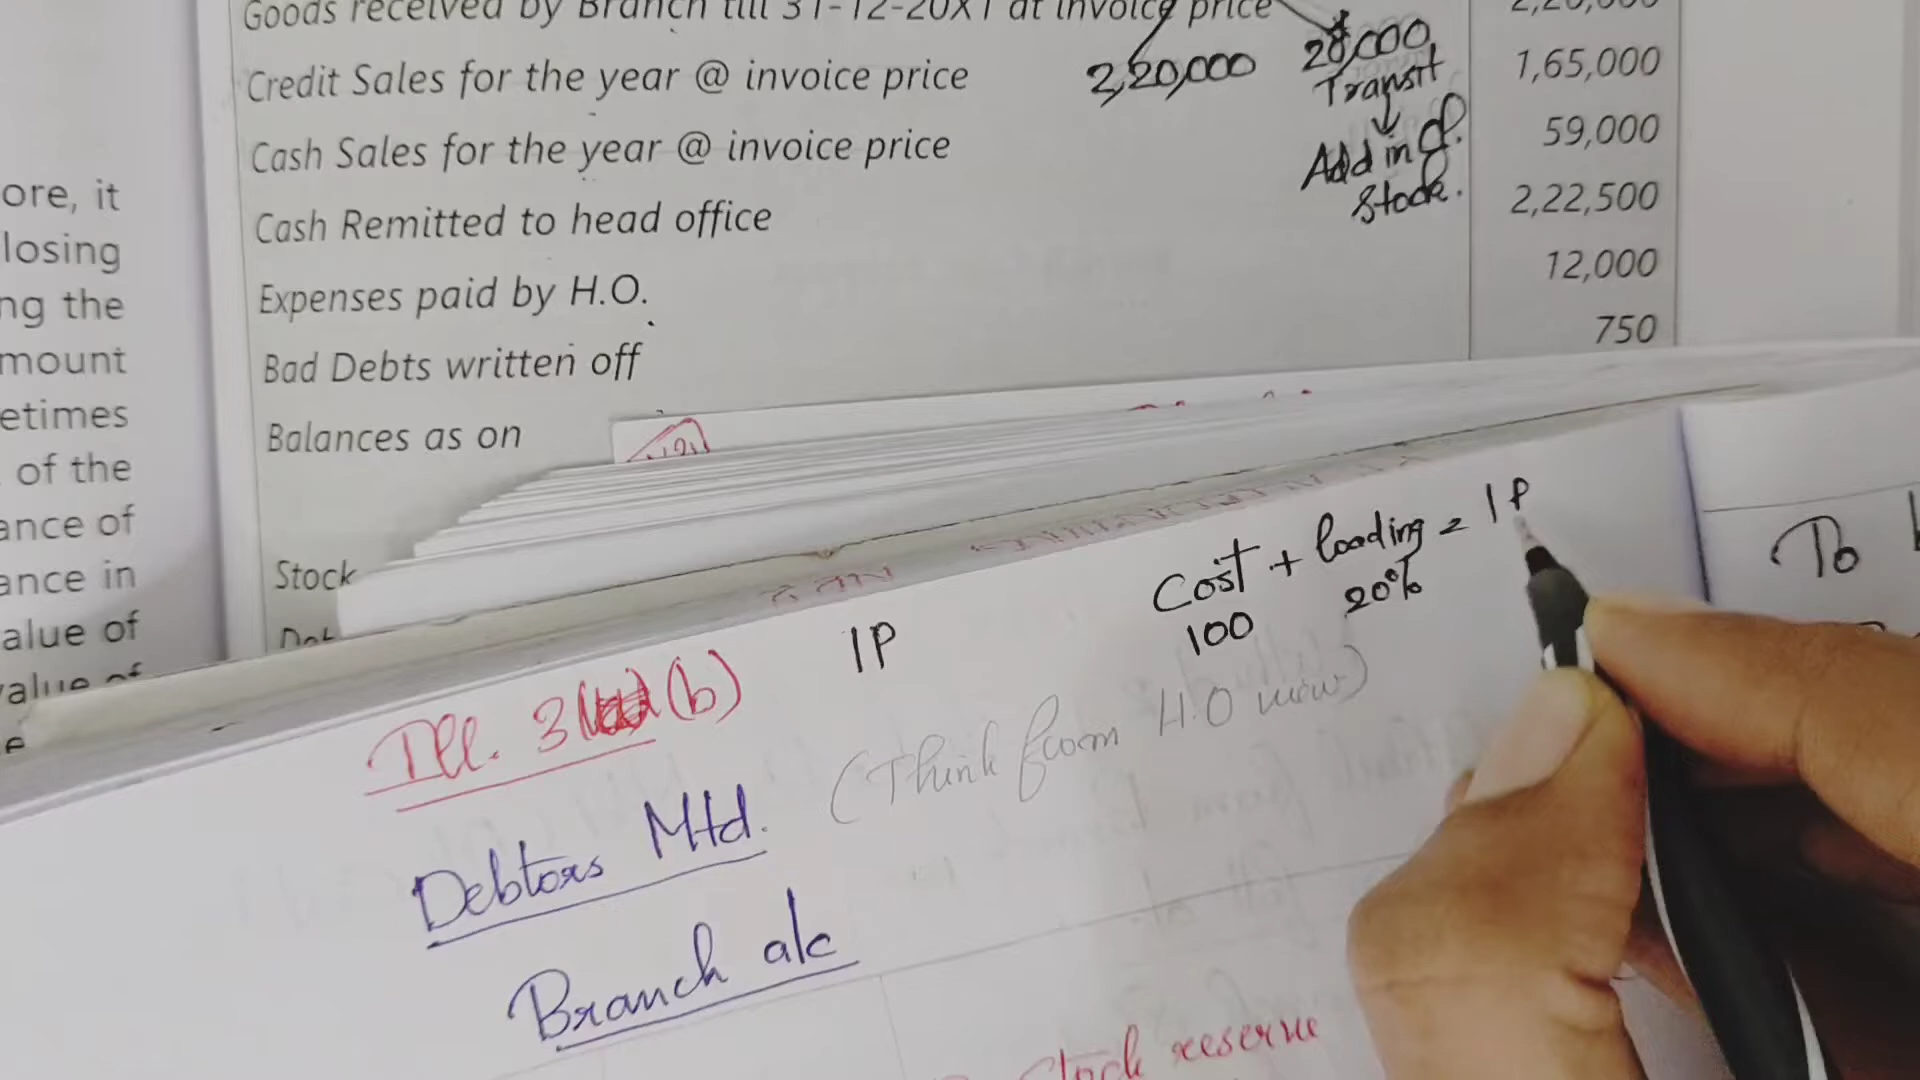 Goods received by Branch till 31-12-20X1 at invoice price
Credit Sales for the year @ invoice price 2,20,000 20,000 1,65,000
Transit
Cash Sales for the year @ invoice price 59,000
Add in cl.
Stock.
Cash Remitted to head office 2,22,500
Expenses paid by H.O. 12,000
Bad Debts written off 750
Balances as on
Stock
ore, it
losing
ng the
mount
etimes
of the
ance of
ance in
alue of
value of
Cost + loading = IP
100 20%
IP
Ill. 3 (b)
(Think from H.O view)
Debtors Mtd.
Branch a/c
Stock reserve
To